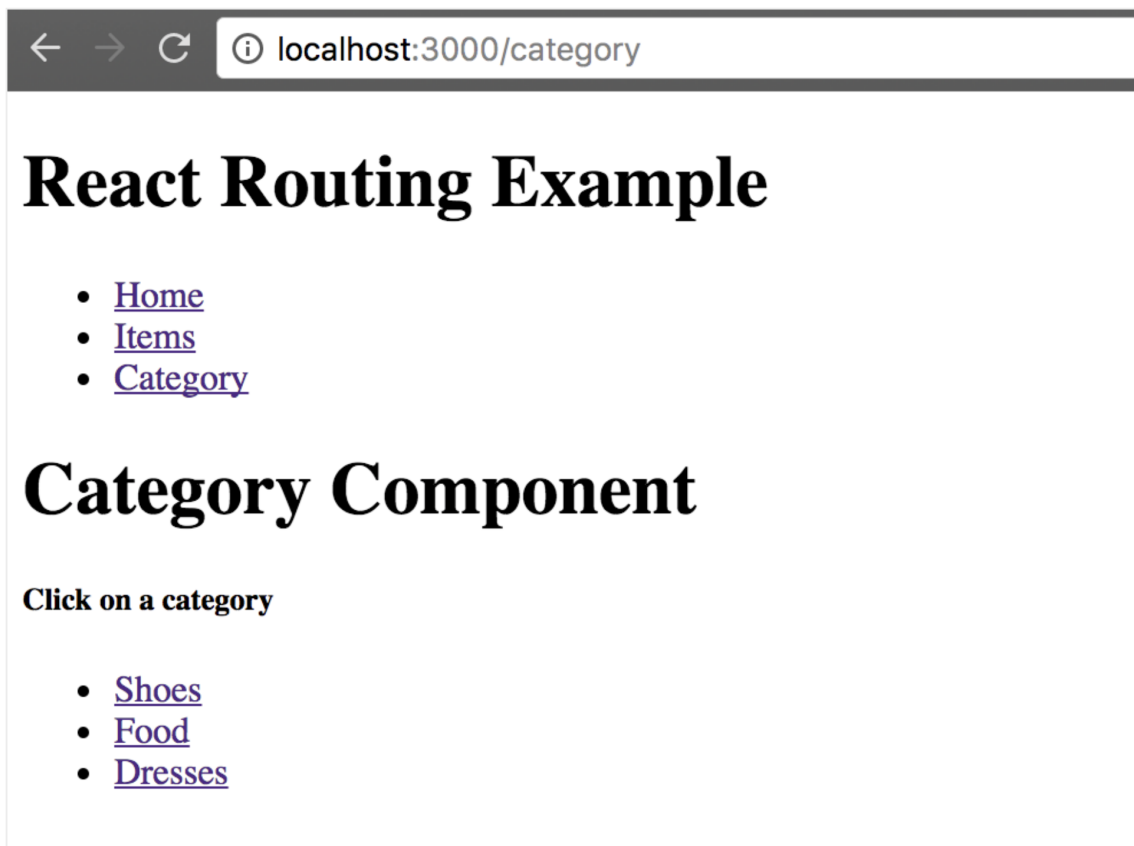 localhost:3000/category
React Routing Example
Home
Items
Category
Category Component
Click on a category
Shoes
Food
Dresses